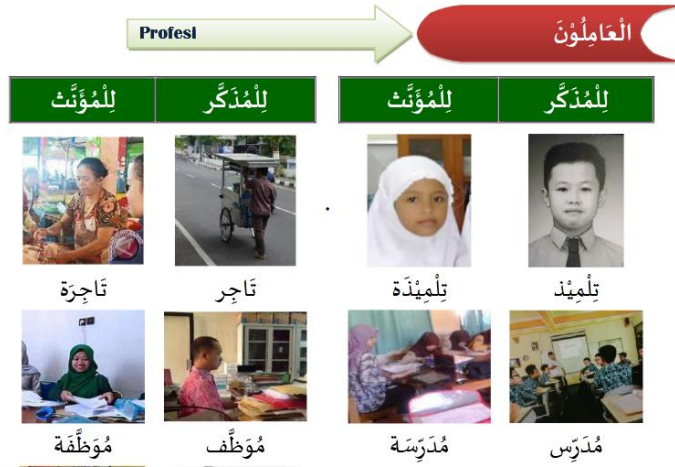 الْعَامِلُوْنَ
Profesi
لِلْمُذَكَّر لِلْمُؤَنَّث لِلْمُذَكَّر لِلْمُؤَنَّث
تِلْمِيْذ تِلْمِيْذَة تَاجِر تَاجِرَة
مُدَرِّس مُدَرِّسَة مُوَظَّف مُوَظَّفَة